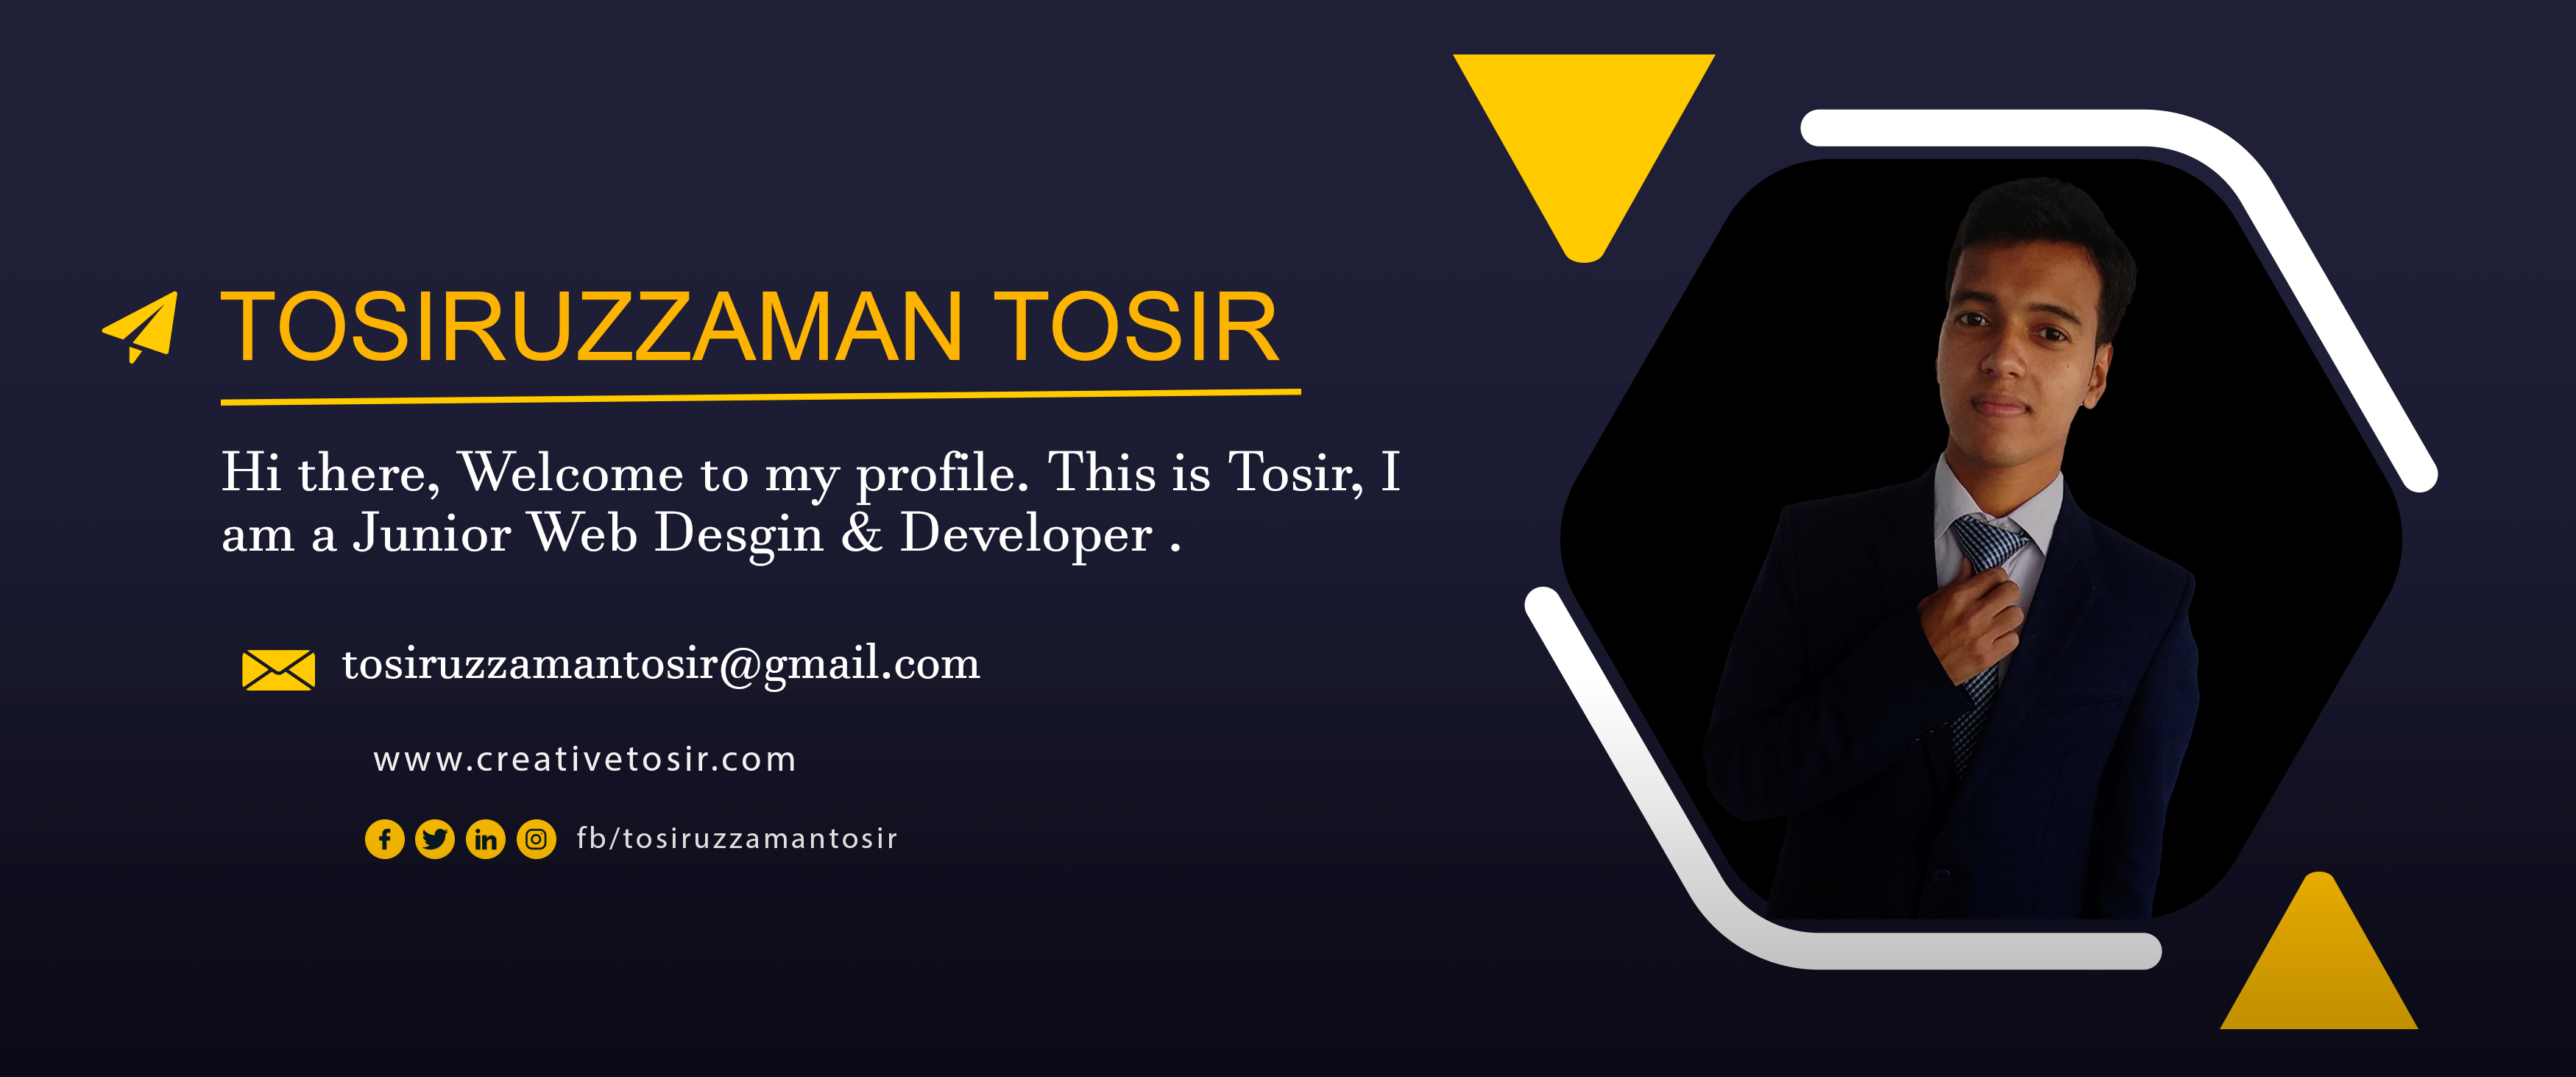 TOSIRUZZAMAN TOSIR
Hi there, Welcome to my profile. This is Tosir, I
am a Junior Web Desgin & Developer .
tosiruzzamantosir@gmail.com
www.creativetosir.com
fb/tosiruzzamantosir